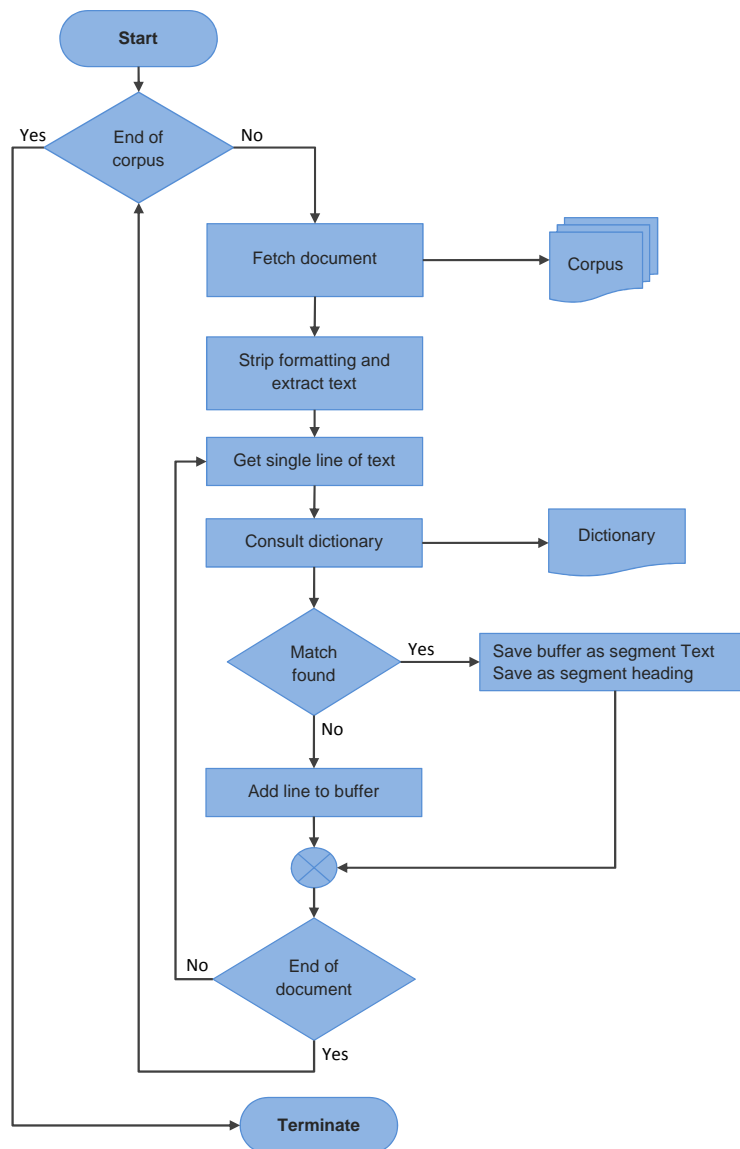 Start
Yes
End of
corpus
No
Fetch document
Corpus
Strip formatting and
extract text
Get single line of text
Consult dictionary
Dictionary
Match
found
Yes
Save buffer as segment Text
Save as segment heading
No
Add line to buffer
No
End of
document
Yes
Terminate